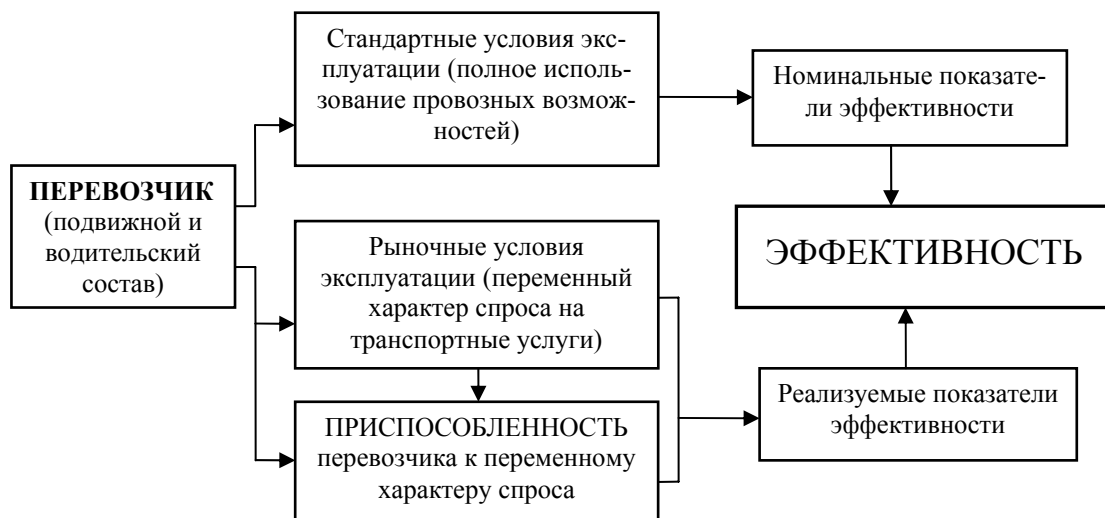 Стандартные условия экс-
плуатации (полное исполь-
зование провозных возмож-
ностей)
Номинальные показате-
ли эффективности
ПЕРЕВОЗЧИК
(подвижной и
водительский
состав)
Рыночные условия
эксплуатации (переменный
характер спроса на
транспортные услуги)
ЭФФЕКТИВНОСТЬ
ПРИСПОСОБЛЕННОСТЬ
перевозчика к переменному
характеру спроса
Реализуемые показатели
эффективности